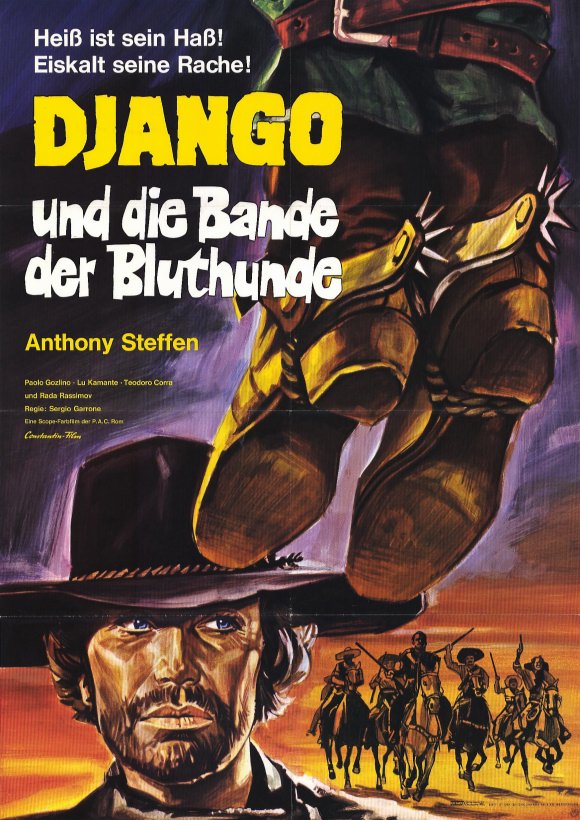 Heiß ist sein Haß!
Eiskalt seine Rache!
DJANGO
und die Bande
der Bluthunde
Anthony Steffen
Paolo Gozlino · Lu Kamante · Teodoro Corra
und Rada Rassimov
Regie: Sergio Garrone
Eine Scope-Farbfilm der P.A.C. Rom
Constantin-Film